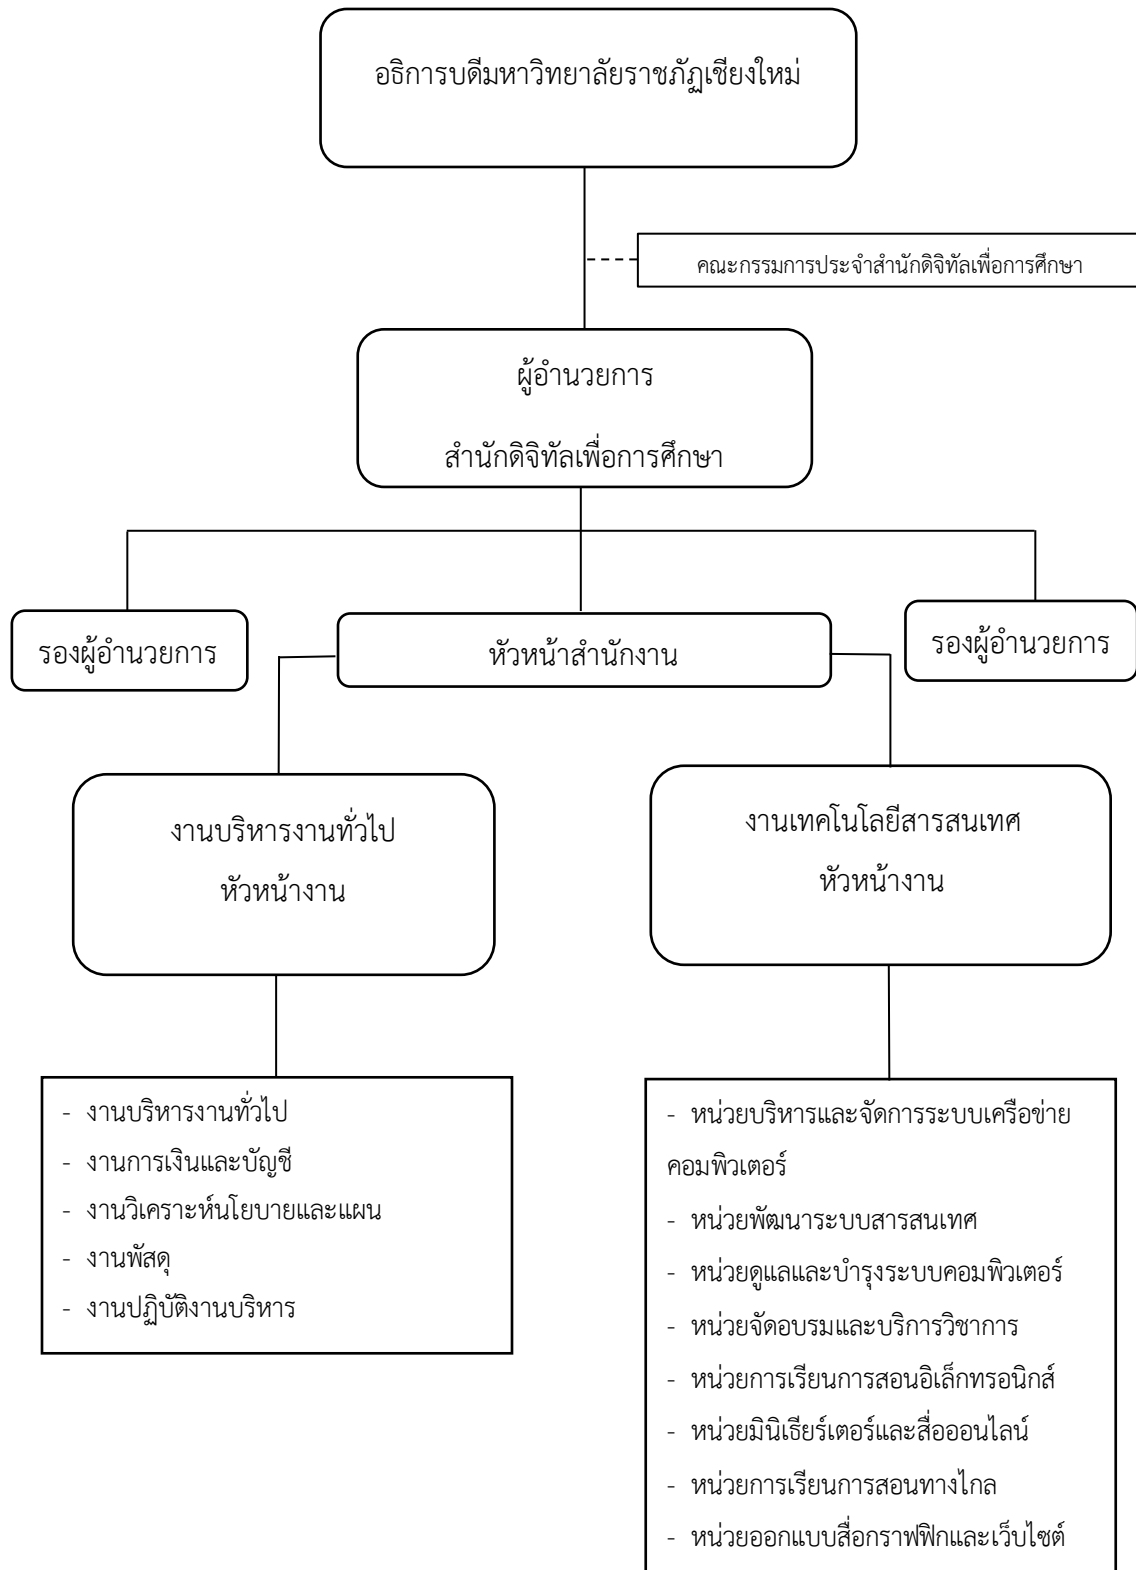 อธิการบดีมหาวิทยาลัยราชภัฏเชียงใหม่
คณะกรรมการประจำสำนักดิจิทัลเพื่อการศึกษา
ผู้อำนวยการ
สำนักดิจิทัลเพื่อการศึกษา
รองผู้อำนวยการ
หัวหน้าสำนักงาน
รองผู้อำนวยการ
งานบริหารงานทั่วไป
หัวหน้างาน
งานเทคโนโลยีสารสนเทศ
หัวหน้างาน
- งานบริหารงานทั่วไป
- งานการเงินและบัญชี
- งานวิเคราะห์นโยบายและแผน
- งานพัสดุ
- งานปฏิบัติงานบริหาร
- หน่วยบริหารและจัดการระบบเครือข่าย
คอมพิวเตอร์
- หน่วยพัฒนาระบบสารสนเทศ
- หน่วยดูแลและบำรุงระบบคอมพิวเตอร์
- หน่วยจัดอบรมและบริการวิชาการ
- หน่วยการเรียนการสอนอิเล็กทรอนิกส์
- หน่วยมินิเธียร์เตอร์และสื่อออนไลน์
- หน่วยการเรียนการสอนทางไกล
- หน่วยออกแบบสื่อกราฟฟิกและเว็บไซต์